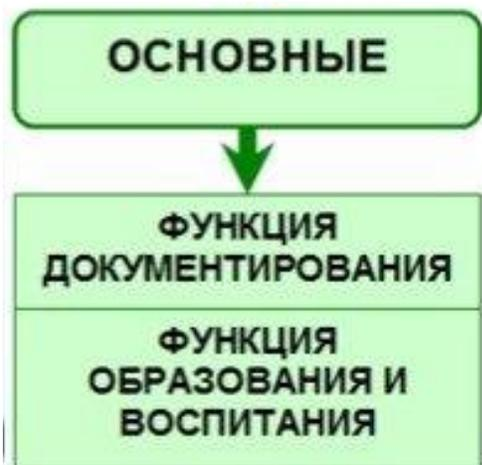 ОСНОВНЫЕ
ФУНКЦИЯ
ДОКУМЕНТИРОВАНИЯ
ФУНКЦИЯ
ОБРАЗОВАНИЯ И
ВОСПИТАНИЯ